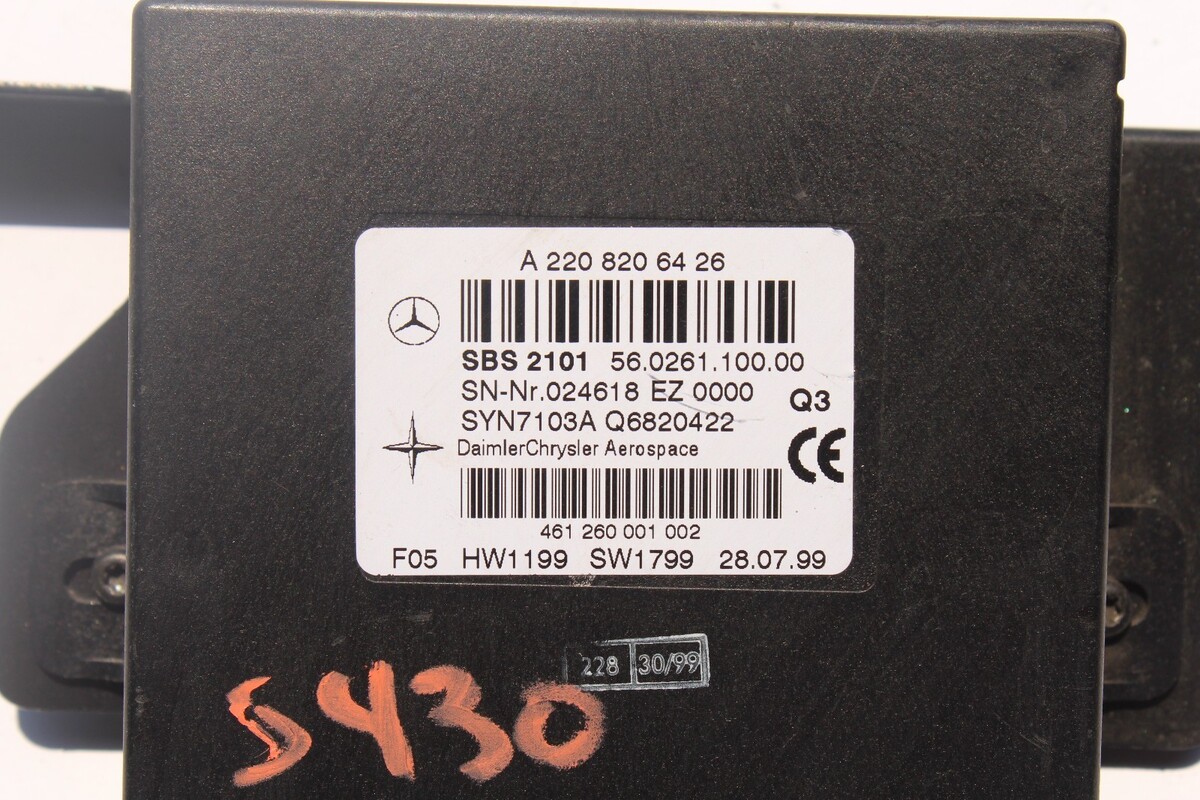 A 220 820 64 26
SBS 2101 56.0261.100.00
SN-Nr.024618 EZ 0000
Q3
SYN7103A Q6820422
DaimlerChrysler Aerospace
CE
461 260 001 002
F05 HW1199 SW1799 28.07.99
228 30/99
S430